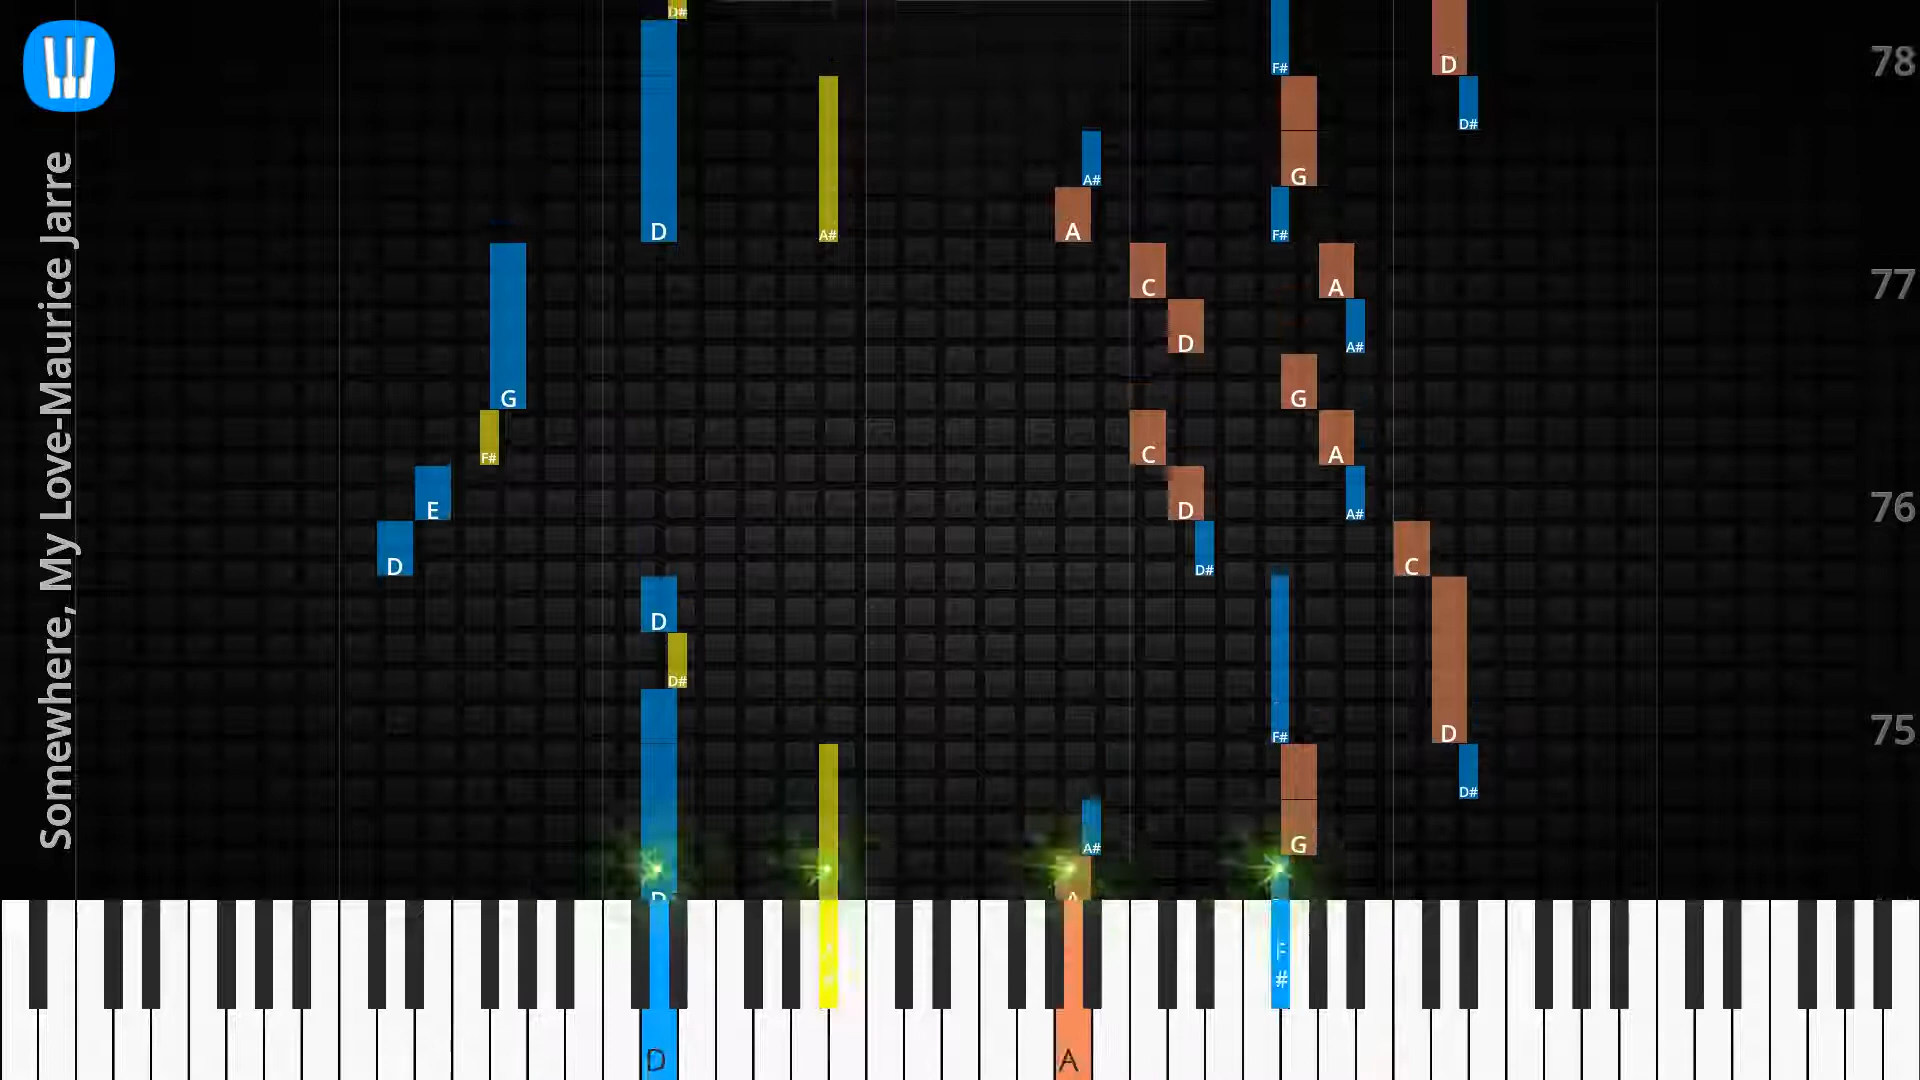 Somewhere, My Love-Maurice Jarre
D#
78
F# D
D#
A# G
D A# A F#
77
C A
D A#
G G
F# C A
E D A#
76
D D# C
D
D#
75
F# D
D#
A# G
D A
F
#
D A